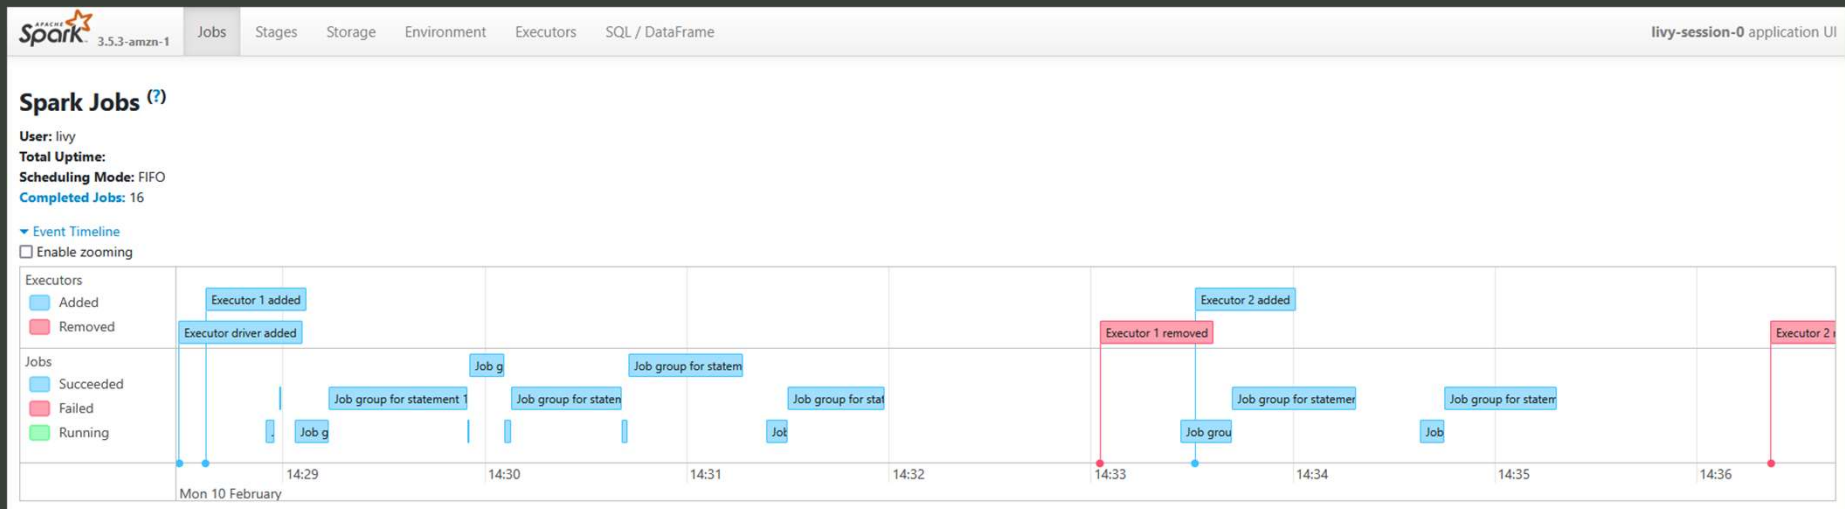 APACHE
Spark 3.5.3-amzn-1 Jobs Stages Storage Environment Executors SQL / DataFrame livy-session-0 application UI
Spark Jobs (?)
User: livy
Total Uptime:
Scheduling Mode: FIFO
Completed Jobs: 16
Event Timeline
Enable zooming
Executors
Added
Removed
Executor 1 added
Executor 2 added
Executor driver added
Executor 1 removed
Executor 2 r
Jobs
Succeeded
Failed
Running
Job g
Job group for statem
Job group for statement 1
Job group for staten
Job group for stat
Job group for statemer
Job group for statem
Job g
Job
Job grou
Job
14:29 14:30 14:31 14:32 14:33 14:34 14:35 14:36
Mon 10 February